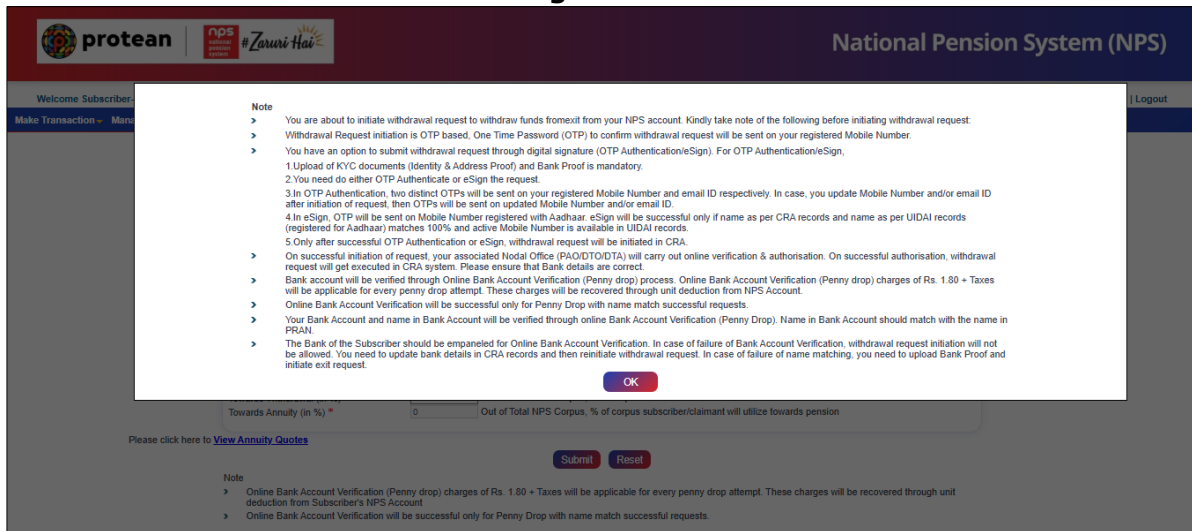 protean
nps
national
pension
system
#Zaruri Hai
National Pension System (NPS)
Welcome Subscriber-
| Logout
Make Transaction
Mana
Note
You are about to initiate withdrawal request to withdraw funds fromexit from your NPS account. Kindly take note of the following before initiating withdrawal request:
Withdrawal Request initiation is OTP based, One Time Password (OTP) to confirm withdrawal request will be sent on your registered Mobile Number.
You have an option to submit withdrawal request through digital signature (OTP Authentication/eSign). For OTP Authentication/eSign,
1.Upload of KYC documents (Identity & Address Proof) and Bank Proof is mandatory.
2.You need do either OTP Authenticate or eSign the request.
3.In OTP Authentication, two distinct OTPs will be sent on your registered Mobile Number and email ID respectively. In case, you update Mobile Number and/or email ID
after initiation of request, then OTPs will be sent on updated Mobile Number and/or email ID.
4.In eSign, OTP will be sent on Mobile Number registered with Aadhaar. eSign will be successful only if name as per CRA records and name as per UIDAI records
(registered for Aadhaar) matches 100% and active Mobile Number is available in UIDAI records.
5.Only after successful OTP Authentication or eSign, withdrawal request will be initiated in CRA.
On successful initiation of request, your associated Nodal Office (PAO/DTO/DTA) will carry out online verification & authorisation. On successful authorisation, withdrawal
request will get executed in CRA system. Please ensure that Bank details are correct.
Bank account will be verified through Online Bank Account Verification (Penny drop) process. Online Bank Account Verification (Penny drop) charges of Rs. 1.80 + Taxes
will be applicable for every penny drop attempt. These charges will be recovered through unit deduction from NPS Account.
Online Bank Account Verification will be successful only for Penny Drop with name match successful requests.
Your Bank Account and name in Bank Account will be verified through online Bank Account Verification (Penny Drop). Name in Bank Account should match with the name in
PRAN.
The Bank of the Subscriber should be empaneled for Online Bank Account Verification. In case of failure of Bank Account Verification, withdrawal request initiation will not
be allowed. You need to update bank details in CRA records and then reinitiate withdrawal request. In case of failure of name matching, you need to upload Bank Proof and
initiate exit request.
OK
Towards Annuity (in %) *
0
Out of Total NPS Corpus, % of corpus subscriber/claimant will utilize towards pension
Please click here to View Annuity Quotes
Submit
Reset
Note
Online Bank Account Verification (Penny drop) charges of Rs. 1.80 + Taxes will be applicable for every penny drop attempt. These charges will be recovered through unit
deduction from Subscriber's NPS Account
Online Bank Account Verification will be successful only for Penny Drop with name match successful requests.